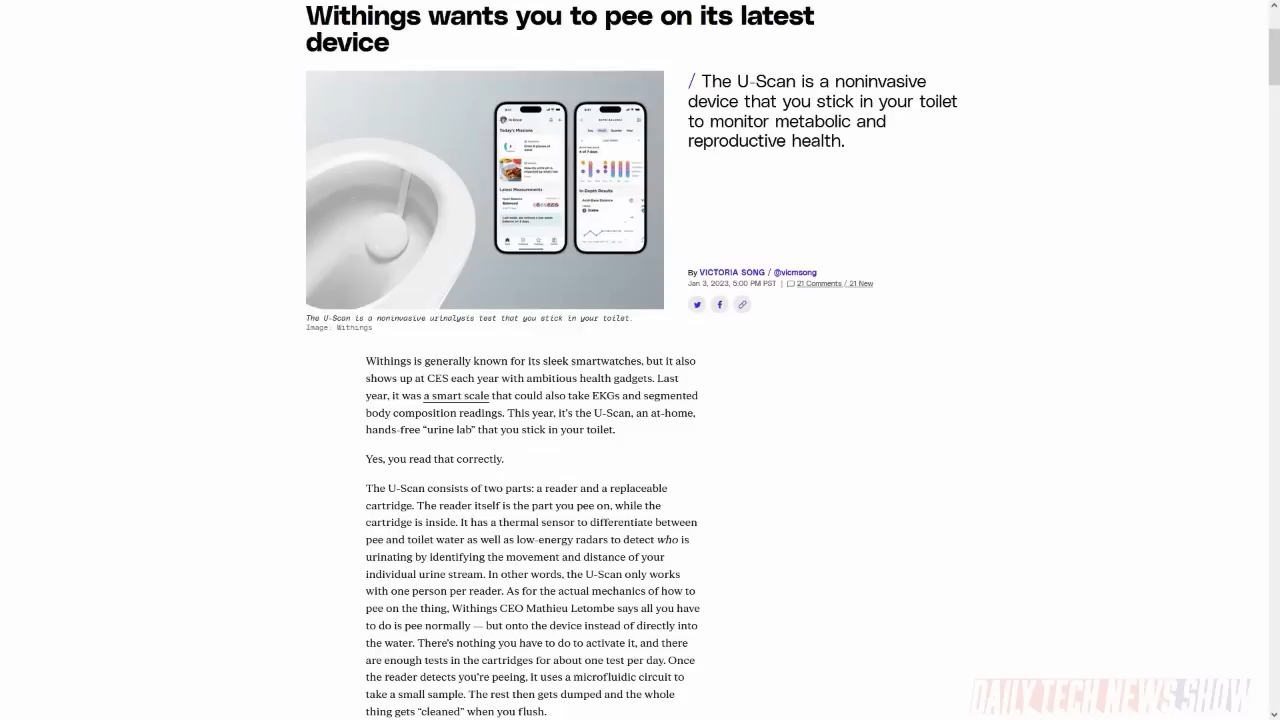 Withings wants you to pee on its latest
device
/ The U-Scan is a noninvasive
device that you stick in your toilet
to monitor metabolic and
reproductive health.
Today's Missions
Latest Measurements
In-Depth Results
By VICTORIA SONG / @vicmsong
Jan 3, 2023, 5:00 PM PST | 21 Comments / 21 New
The U-Scan is a noninvasive urinalysis test that you stick in your toilet.
Image: Withings
Withings is generally known for its sleek smartwatches, but it also
shows up at CES each year with ambitious health gadgets. Last
year, it was a smart scale that could also take EKGs and segmented
body composition readings. This year, it's the U-Scan, an at-home,
hands-free “urine lab” that you stick in your toilet.
Yes, you read that correctly.
The U-Scan consists of two parts: a reader and a replaceable
cartridge. The reader itself is the part you pee on, while the
cartridge is inside. It has a thermal sensor to differentiate between
pee and toilet water as well as low-energy radars to detect who is
urinating by identifying the movement and distance of your
individual urine stream. In other words, the U-Scan only works
with one person per reader. As for the actual mechanics of how to
pee on the thing, Withings CEO Mathieu Letombe says all you have
to do is pee normally — but onto the device instead of directly into
the water. There's nothing you have to do to activate it, and there
are enough tests in the cartridges for about one test per day. Once
the reader detects you're peeing, it uses a microfluidic circuit to
take a small sample. The rest then gets dumped and the whole
thing gets “cleaned” when you flush.
DAILY TECH NEWS SHOW